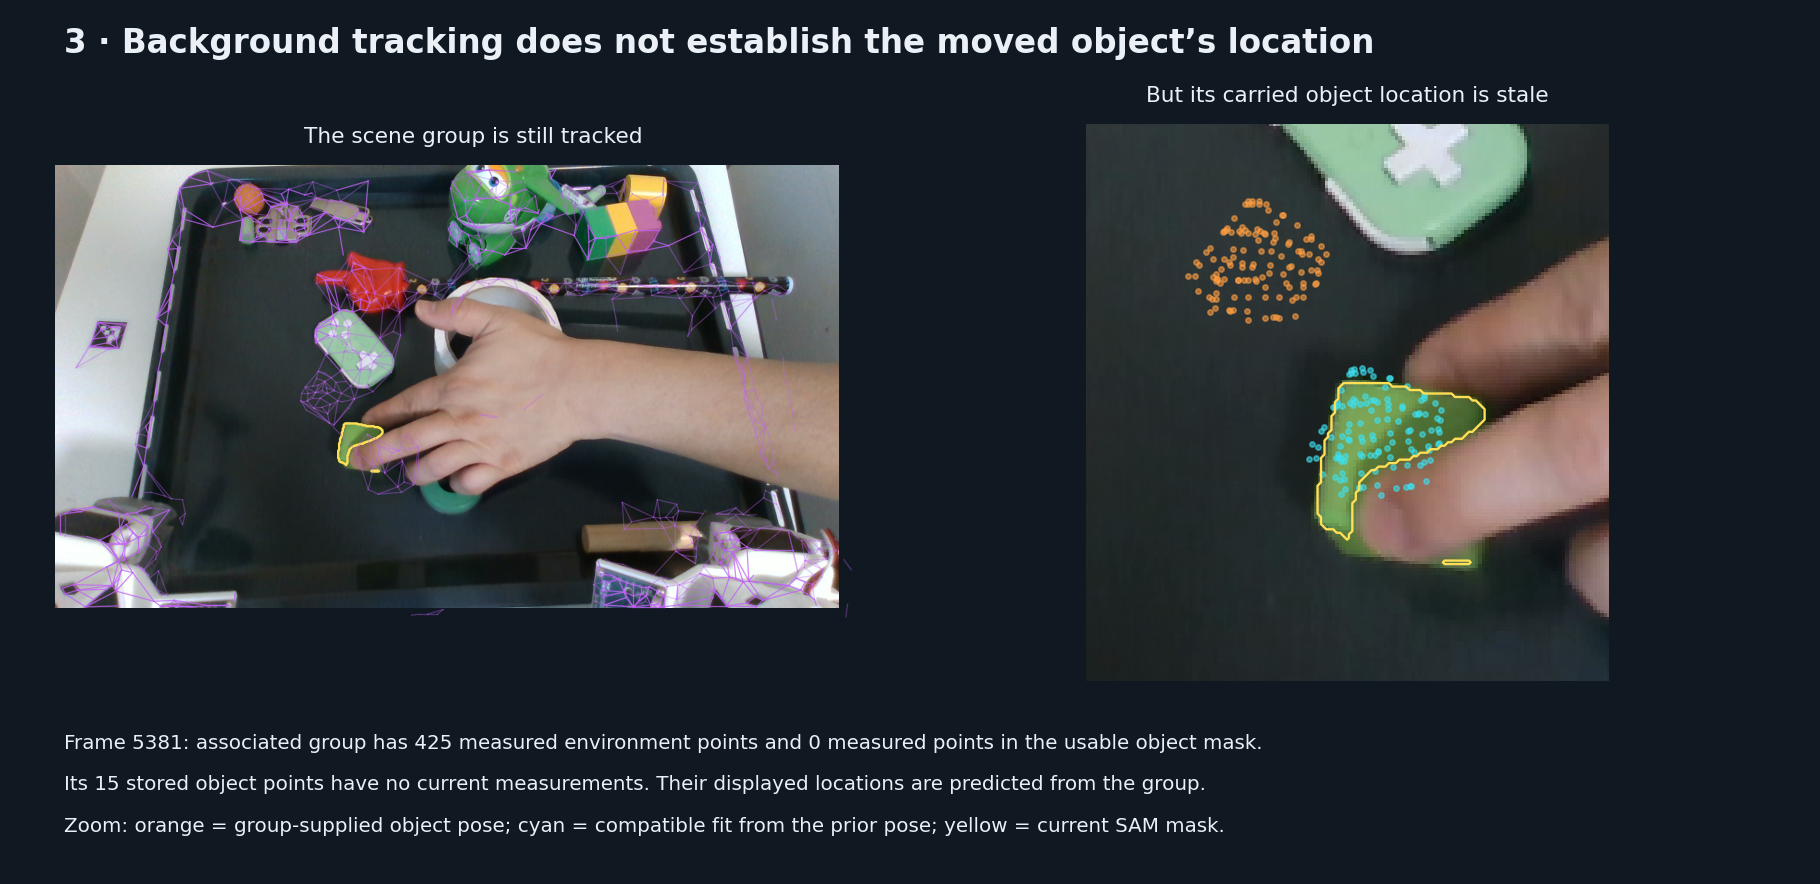 3 · Background tracking does not establish the moved object’s location
The scene group is still tracked
But its carried object location is stale
Frame 5381: associated group has 425 measured environment points and 0 measured points in the usable object mask.
Its 15 stored object points have no current measurements. Their displayed locations are predicted from the group.
Zoom: orange = group-supplied object pose; cyan = compatible fit from the prior pose; yellow = current SAM mask.